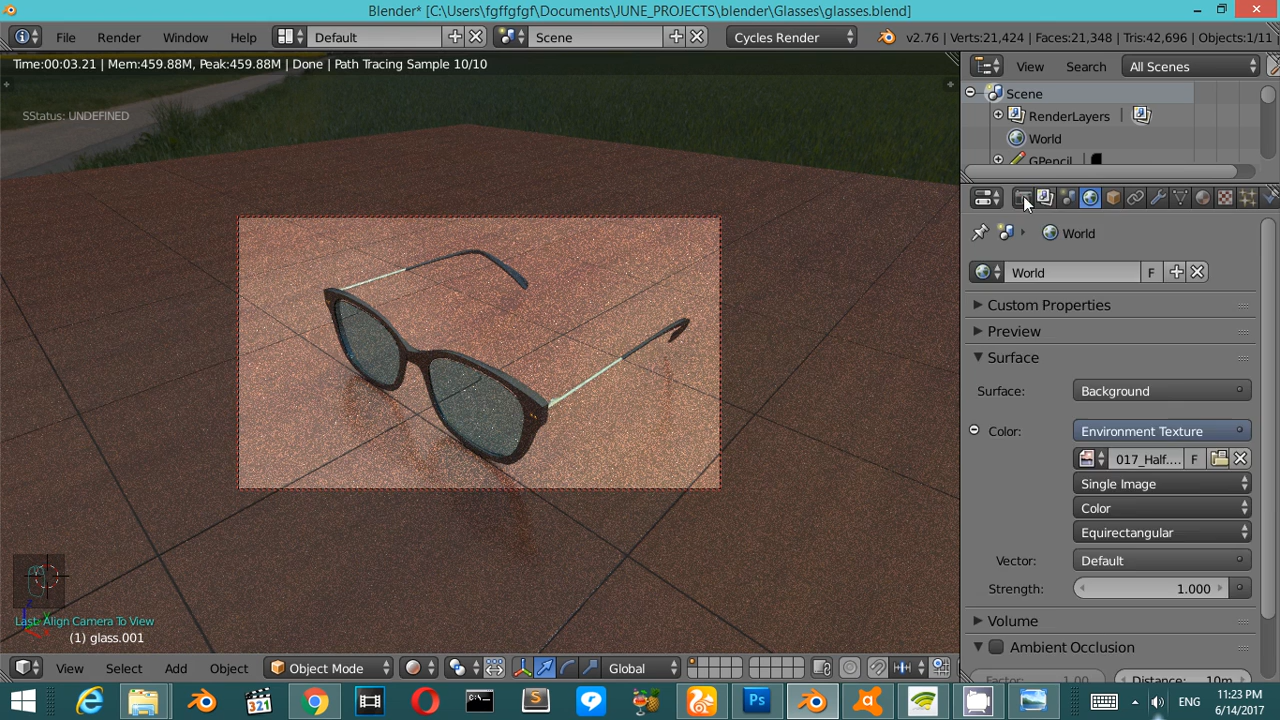 Blender* [C:\Users\fgffgfgf\Documents\JUNE_PROJECTS\blender\Glasses\glasses.blend]
File Render Window Help Default Scene Cycles Render v2.76 | Verts:21,424 | Faces:21,348 | Tris:42,696 | Objects:1/11
Time:00:03.21 | Mem:459.88M, Peak:459.88M | Done | Path Tracing Sample 10/10
SStatus: UNDEFINED
View Search All Scenes
Scene
RenderLayers |
World
GPencil
World
World F
Custom Properties
Preview
Surface
Surface: Background
Color: Environment Texture
017_Half.... F
Single Image
Color
Equirectangular
Vector: Default
Strength: 1.000
Volume
Ambient Occlusion
Factor: 1.00 Distance: 10m
Last: Align Camera To View
(1) glass.001
View Select Add Object Object Mode Global
321
Ps
ENG
11:23 PM
6/14/2017